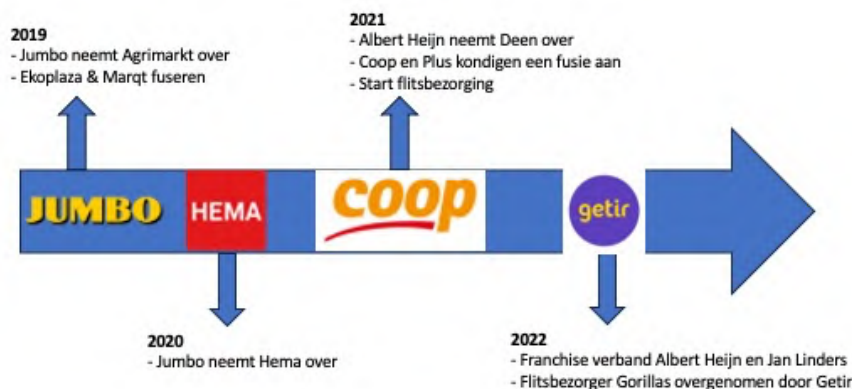 2019
- Jumbo neemt Agrimarkt over
- Ekoplaza & Marqt fuseren
2021
- Albert Heijn neemt Deen over
- Coop en Plus kondigen een fusie aan
- Start flitsbezorging
JUMBO
HEMA
coop
getir
2020
- Jumbo neemt Hema over
2022
- Franchise verband Albert Heijn en Jan Linders
- Flitsbezorger Gorillas overgenomen door Getir